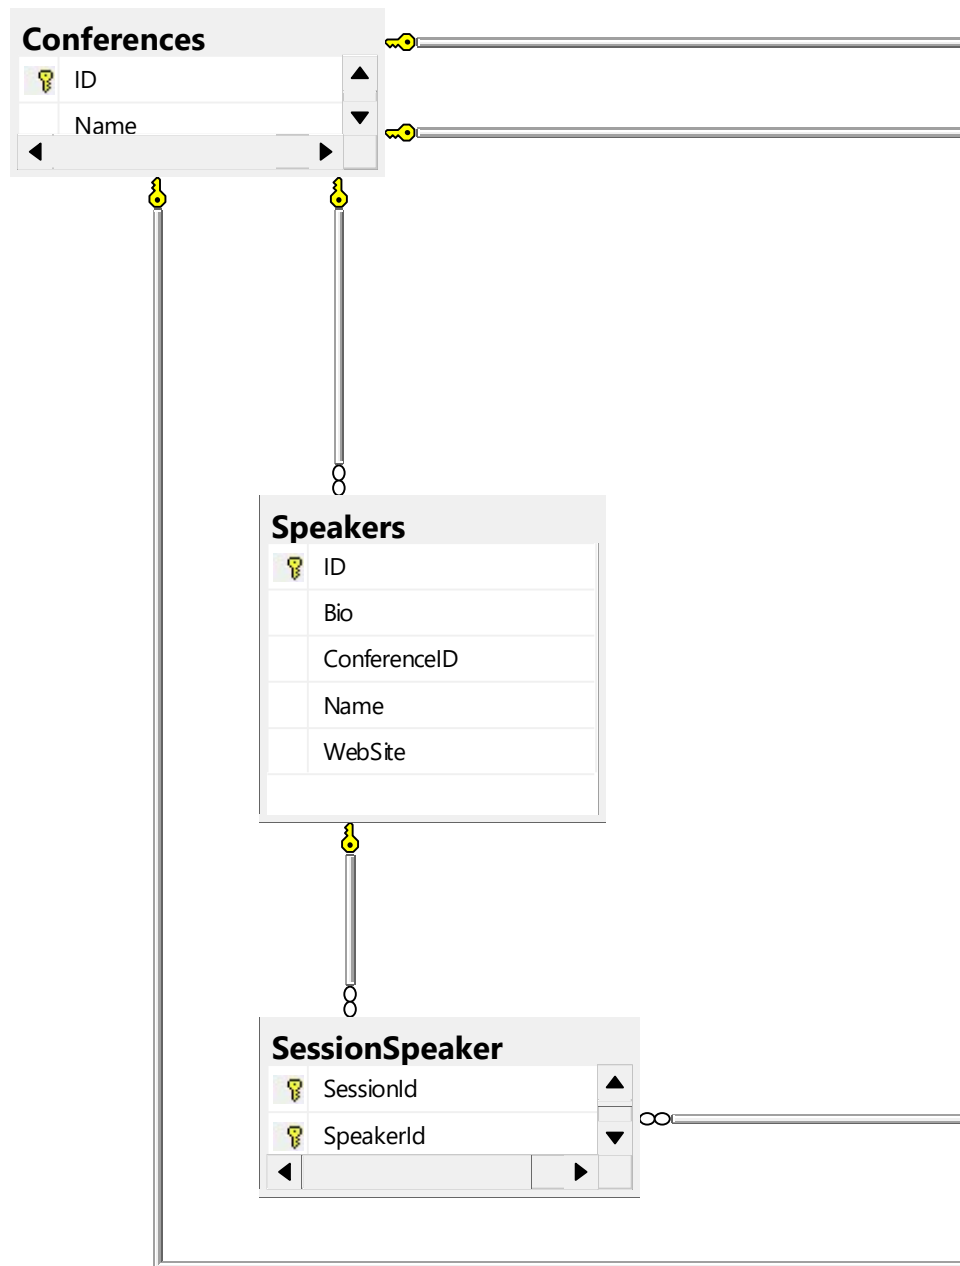 Conferences
ID
Name
Speakers
ID
Bio
ConferenceID
Name
WebSite
SessionSpeaker
SessionId
SpeakerId